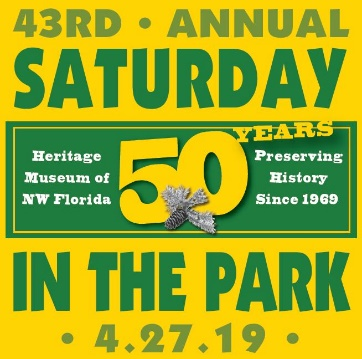 43RD • ANNUAL
SATURDAY
50 YEARS
Heritage
Museum of
NW Florida
Preserving
History
Since 1969
IN THE PARK
• 4.27.19 •